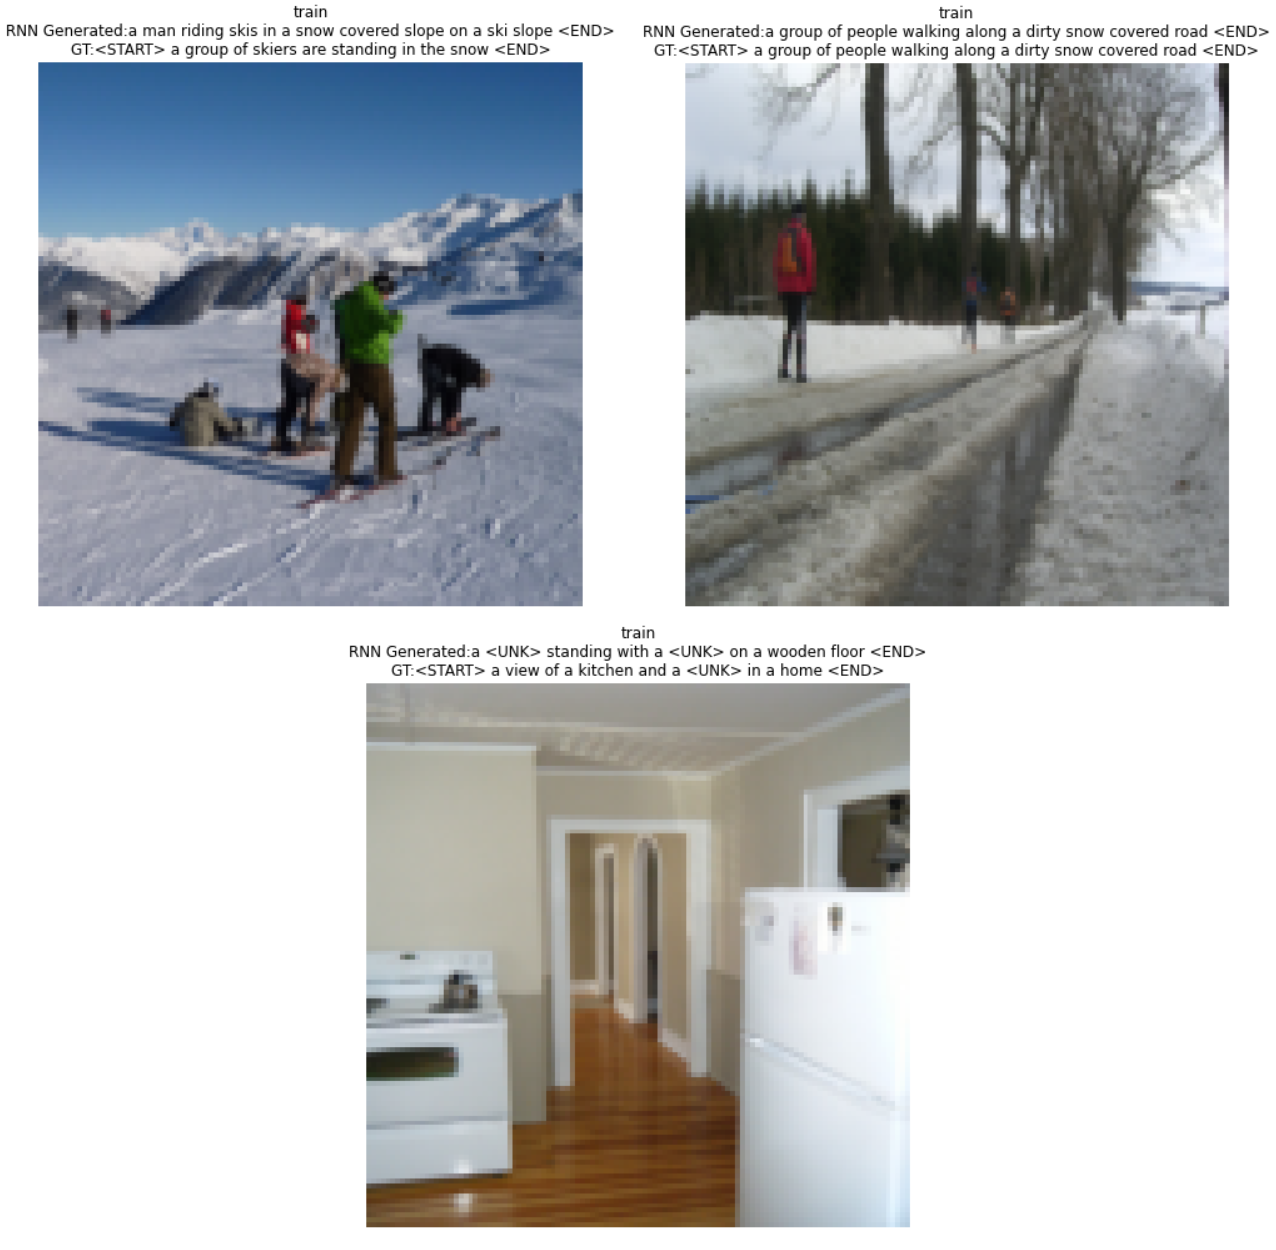 train
RNN Generated:a man riding skis in a snow covered slope on a ski slope <END>
GT:<START> a group of skiers are standing in the snow <END>
train
RNN Generated:a group of people walking along a dirty snow covered road <END>
GT:<START> a group of people walking along a dirty snow covered road <END>
train
RNN Generated:a <UNK> standing with a <UNK> on a wooden floor <END>
GT:<START> a view of a kitchen and a <UNK> in a home <END>